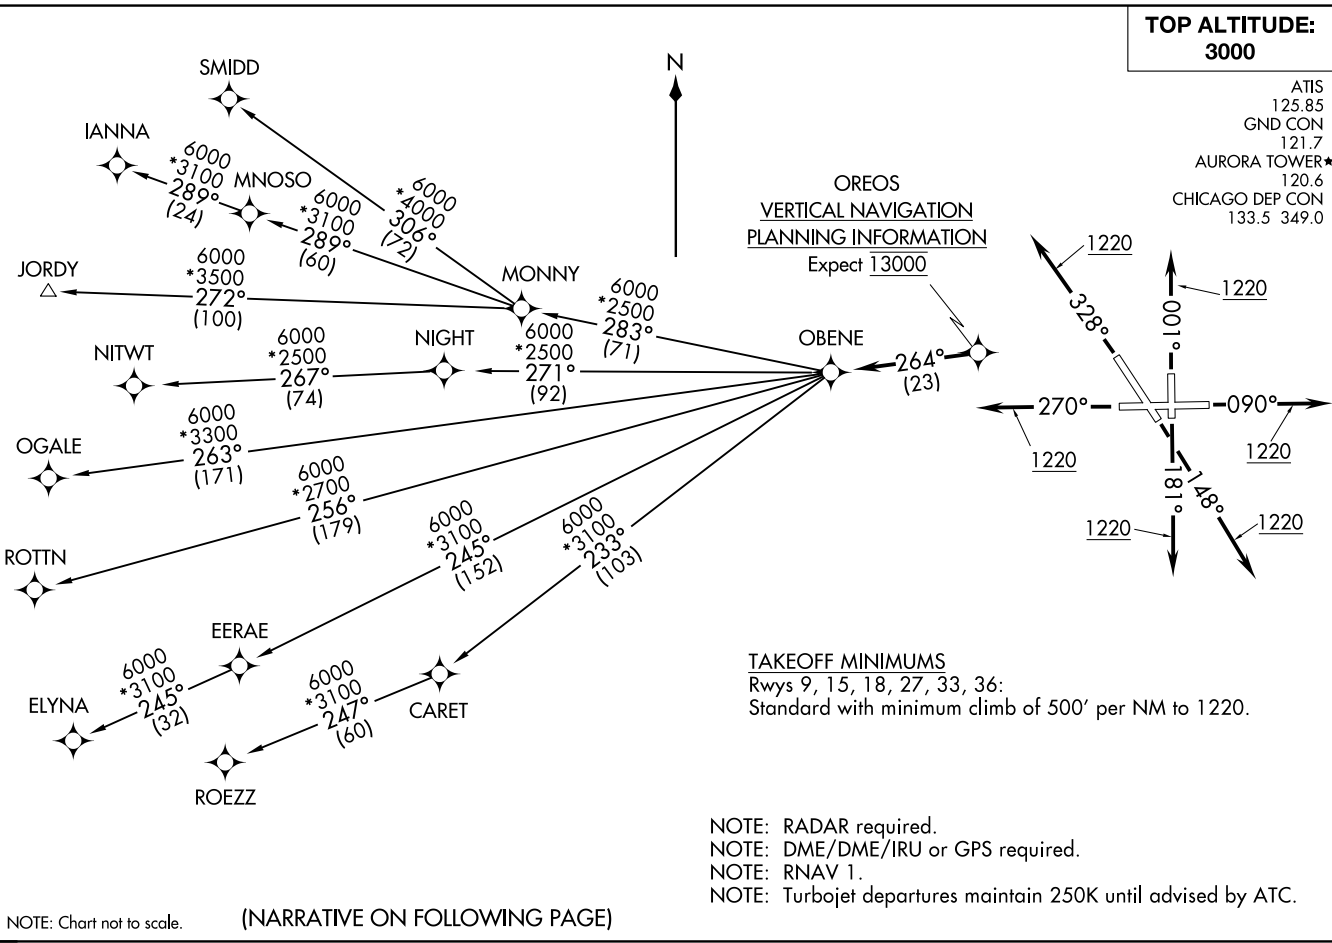 TOP ALTITUDE:
3000
ATIS
125.85
GND CON
121.7
AURORA TOWER★
120.6
CHICAGO DEP CON
133.5 349.0
N
SMIDD
IANNA
6000
*3100
289°
(24)
MNOSO
6000
*3100
289°
(60)
6000
*4000
306°
(72)
OREOS
VERTICAL NAVIGATION
PLANNING INFORMATION
Expect 13000
JORDY
6000
*3500
272°
(100)
MONNY
6000
*2500
283°
(71)
NITWT
6000
*2500
267°
(74)
NIGHT
6000
*2500
271°
(92)
OBENE
264°
(23)
OGALE
6000
*3300
263°
(171)
ROTTN
6000
*2700
256°
(179)
6000
*3100
245°
(152)
6000
*3100
233°
(103)
EERAE
ELYNA
6000
*3100
245°
(32)
6000
*3100
247°
(60)
CARET
ROEZZ
1220
328°
001°
1220
270°
1220
090°
1220
181°
1220
148°
1220
TAKEOFF MINIMUMS
Rwys 9, 15, 18, 27, 33, 36:
Standard with minimum climb of 500' per NM to 1220.
NOTE: RADAR required.
NOTE: DME/DME/IRU or GPS required.
NOTE: RNAV 1.
NOTE: Turbojet departures maintain 250K until advised by ATC.
NOTE: Chart not to scale.
(NARRATIVE ON FOLLOWING PAGE)